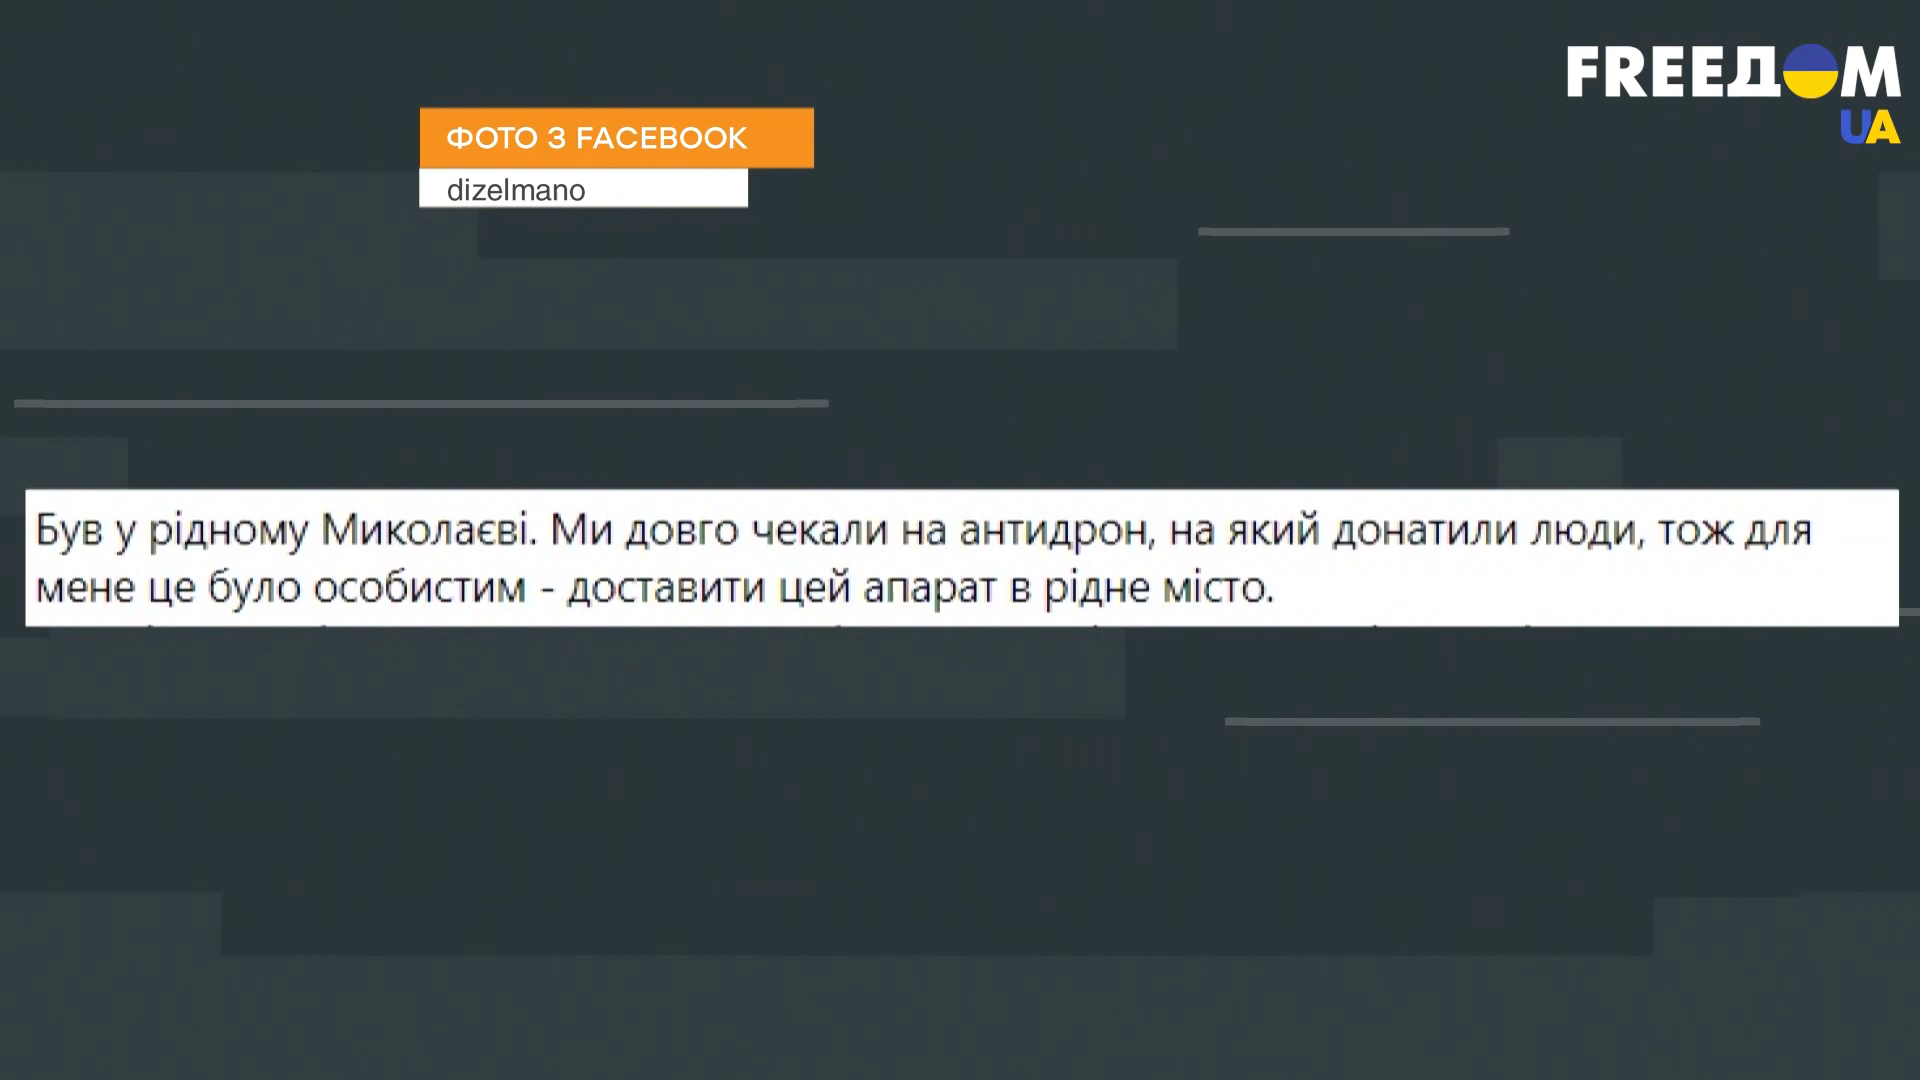 FREEДOM
UA
ФОТО З FACEBOOK
dizelmano
Був у рідному Миколаєві. Ми довго чекали на антидрон, на який донатили люди, тож для
мене це було особистим - доставити цей апарат в рідне місто.